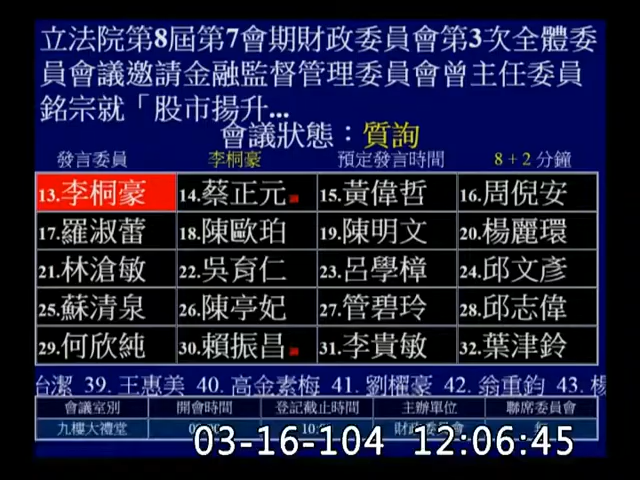 立法院第8屆第7會期財政委員會第3次全體委
員會議邀請金融監督管理委員會曾主任委員
銘宗就「股市揚升...
會議狀態：質詢
發言委員 李桐豪 預定發言時間 8 + 2 分鐘
13.李桐豪 14.蔡正元 15.黃偉哲 16.周倪安
17.羅淑蕾 18.陳歐珀 19.陳明文 20.楊麗環
21.林滄敏 22.吳育仁 23.呂學樟 24.邱文彥
25.蘇清泉 26.陳亭妃 27.管碧玲 28.邱志偉
29.何欣純 30.賴振昌 31.李貴敏 32.葉津鈴
治潔 39. 王惠美 40. 高金素梅 41. 劉櫂豪 42. 翁重鈞 43. 楊
會議室別 開會時間 登記截止時間 主辦單位 聯席委員會
九樓大禮堂 財政委員會
03-16-104 12:06:45